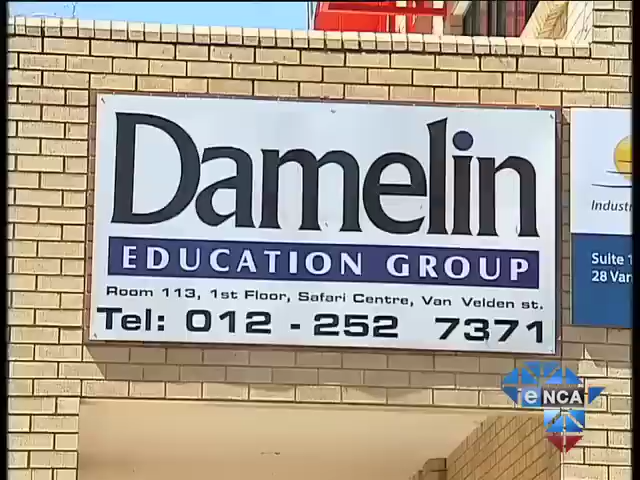 Damelin
EDUCATION GROUP
Room 113, 1st Floor, Safari Centre, Van Velden st.
Tel: 012 - 252 7371
Suite
28 Van
eNCA